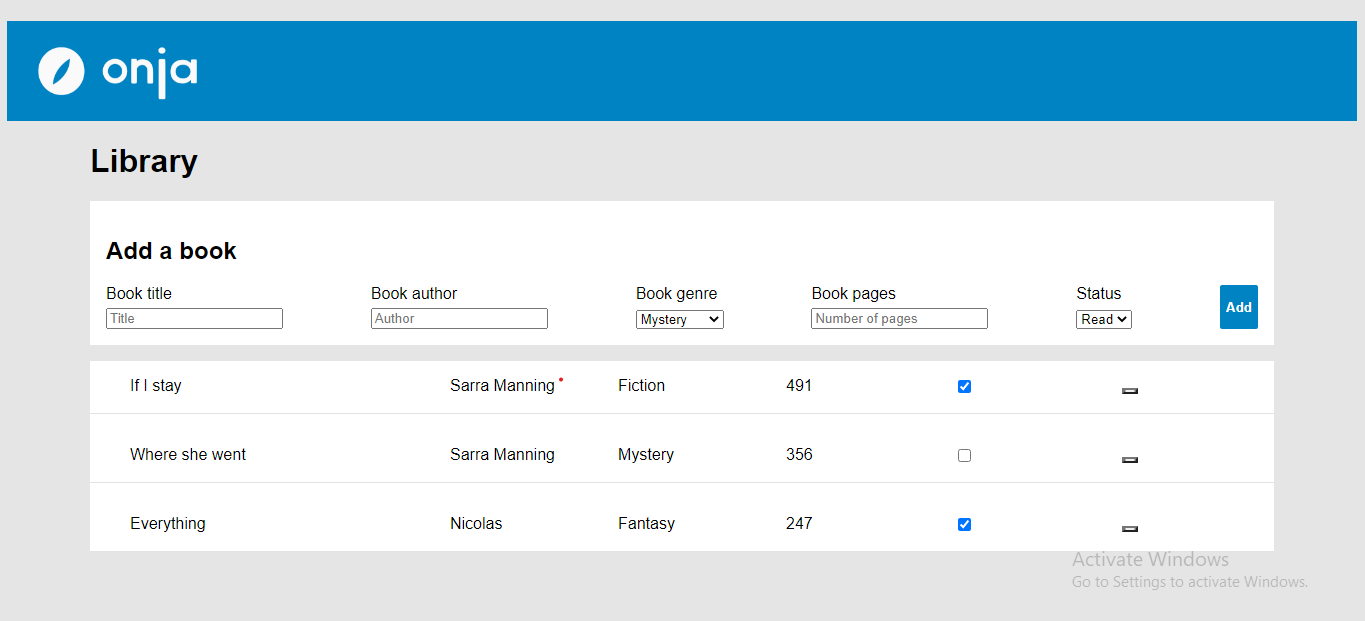 onja
Library
Add a book
Book title Book author Book genre Book pages Status
Title Author Mystery Number of pages Read Add
If I stay Sarra Manning Fiction 491
Where she went Sarra Manning Mystery 356
Everything Nicolas Fantasy 247
Activate Windows
Go to Settings to activate Windows.